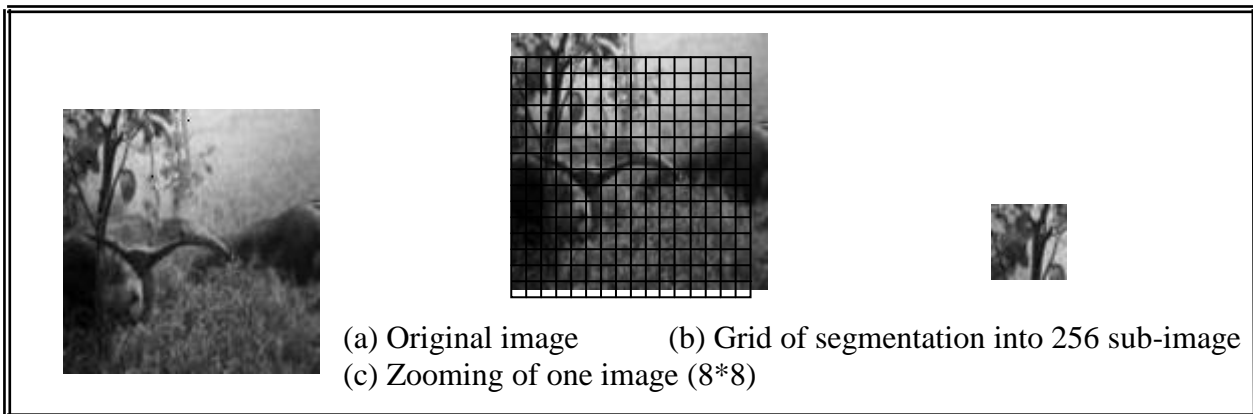 (a) Original image (b) Grid of segmentation into 256 sub-image
(c) Zooming of one image (8*8)